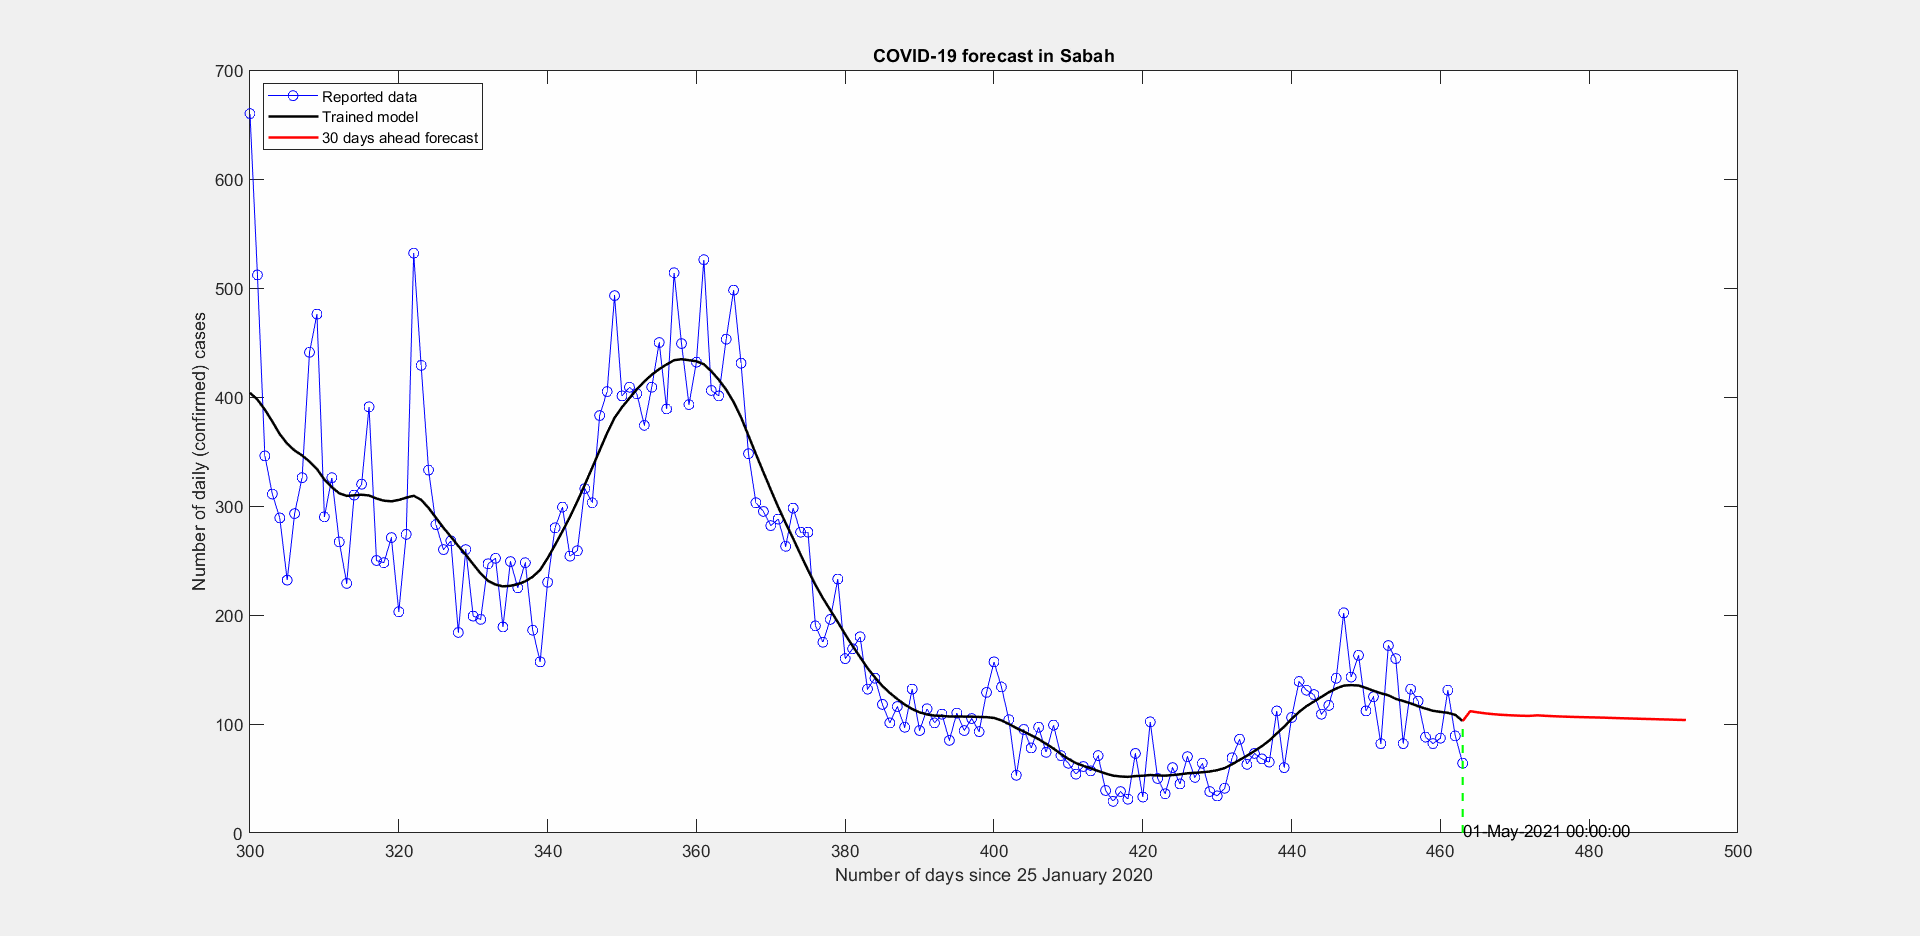 COVID-19 forecast in Sabah
700
600
500
400
300
200
100
0
Number of daily (confirmed) cases
Reported data
Trained model
30 days ahead forecast
01-May-2021 00:00:00
300 320 340 360 380 400 420 440 460 480 500
Number of days since 25 January 2020